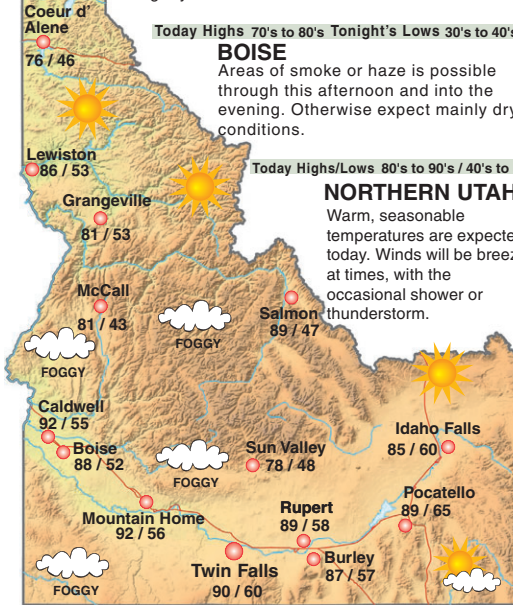 Coeur d'
Alene
76 / 46
Today Highs 70's to 80's Tonight's Lows 30's to 40's
BOISE
Areas of smoke or haze is possible
through this afternoon and into the
evening. Otherwise expect mainly dry
conditions.
Lewiston
86 / 53
Today Highs/Lows 80's to 90's / 40's to
Grangeville
81 / 53
NORTHERN UTAH
Warm, seasonable
temperatures are expecte
today. Winds will be breez
at times, with the
occasional shower or
thunderstorm.
McCall
81 / 43
FOGGY
Salmon
89 / 47
FOGGY
Caldwell
92 / 55
Boise
88 / 52
FOGGY
Sun Valley
78 / 48
Idaho Falls
85 / 60
Mountain Home
92 / 56
Rupert
89 / 58
Pocatello
89 / 65
FOGGY
Twin Falls
90 / 60
Burley
87 / 57